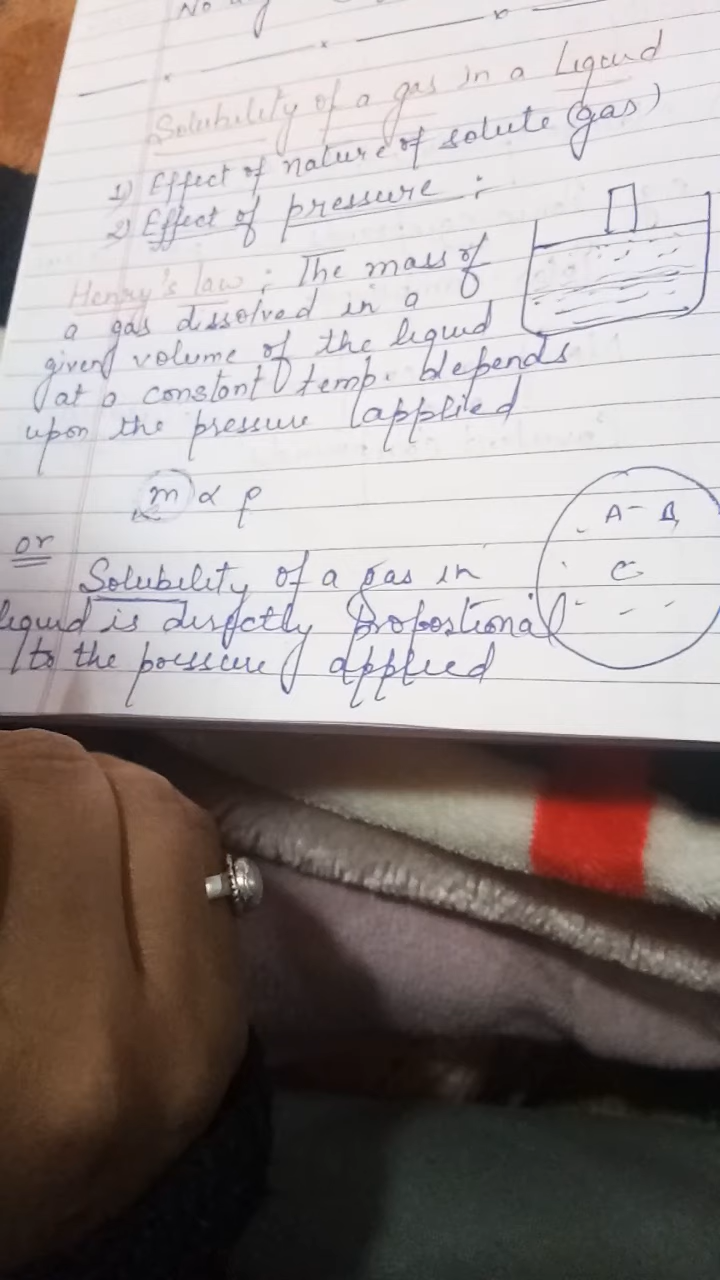 No
Solubility of a gas in a Liquid
1) Effect of nature of solute (gas)
2) Effect of pressure :
Henry's law : The mass of
a gas dissolved in a
given volume of the liquid
at a constant temp. depends
upon the pressure applied
m ∝ p
or
Solubility of a gas in
liquid is directly proportional
to the pressure applied
A - B
C